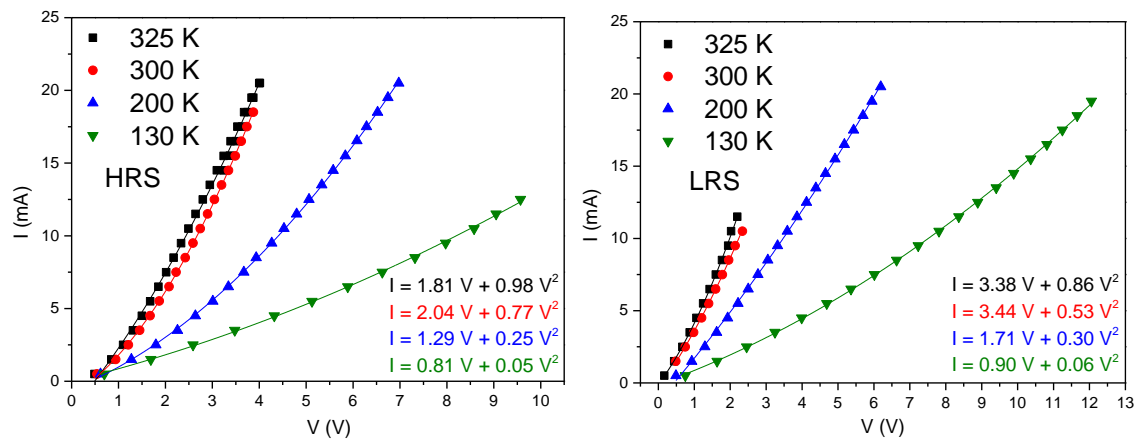 25
20
15
10
5
0
I (mA)
325 K
300 K
200 K
130 K
HRS
I = 1.81 V + 0.98 V²
I = 2.04 V + 0.77 V²
I = 1.29 V + 0.25 V²
I = 0.81 V + 0.05 V²
0 1 2 3 4 5 6 7 8 9 10
V (V)
25
20
15
10
5
0
I (mA)
325 K
300 K
200 K
130 K
LRS
I = 3.38 V + 0.86 V²
I = 3.44 V + 0.53 V²
I = 1.71 V + 0.30 V²
I = 0.90 V + 0.06 V²
0 1 2 3 4 5 6 7 8 9 10 11 12 13
V (V)